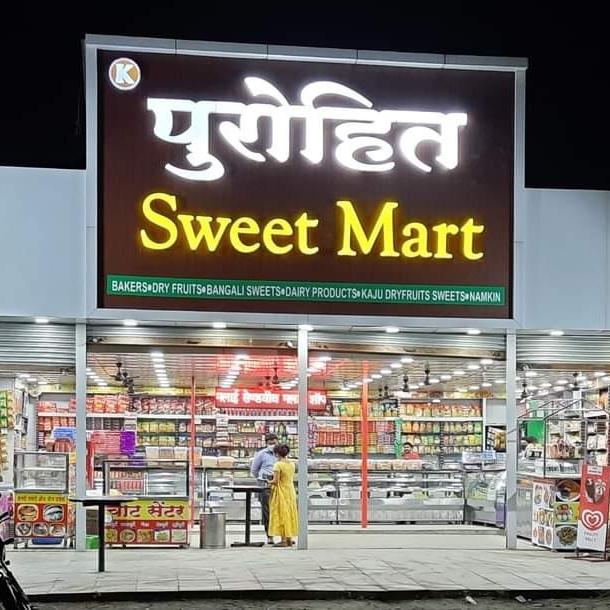 K
पुरोहित
Sweet Mart
BAKERS•DRY FRUITS•BANGALI SWEETS•DAIRY PRODUCTS•KAJU DRYFRUITS SWEETS•NAMKIN
चाट सेंटर